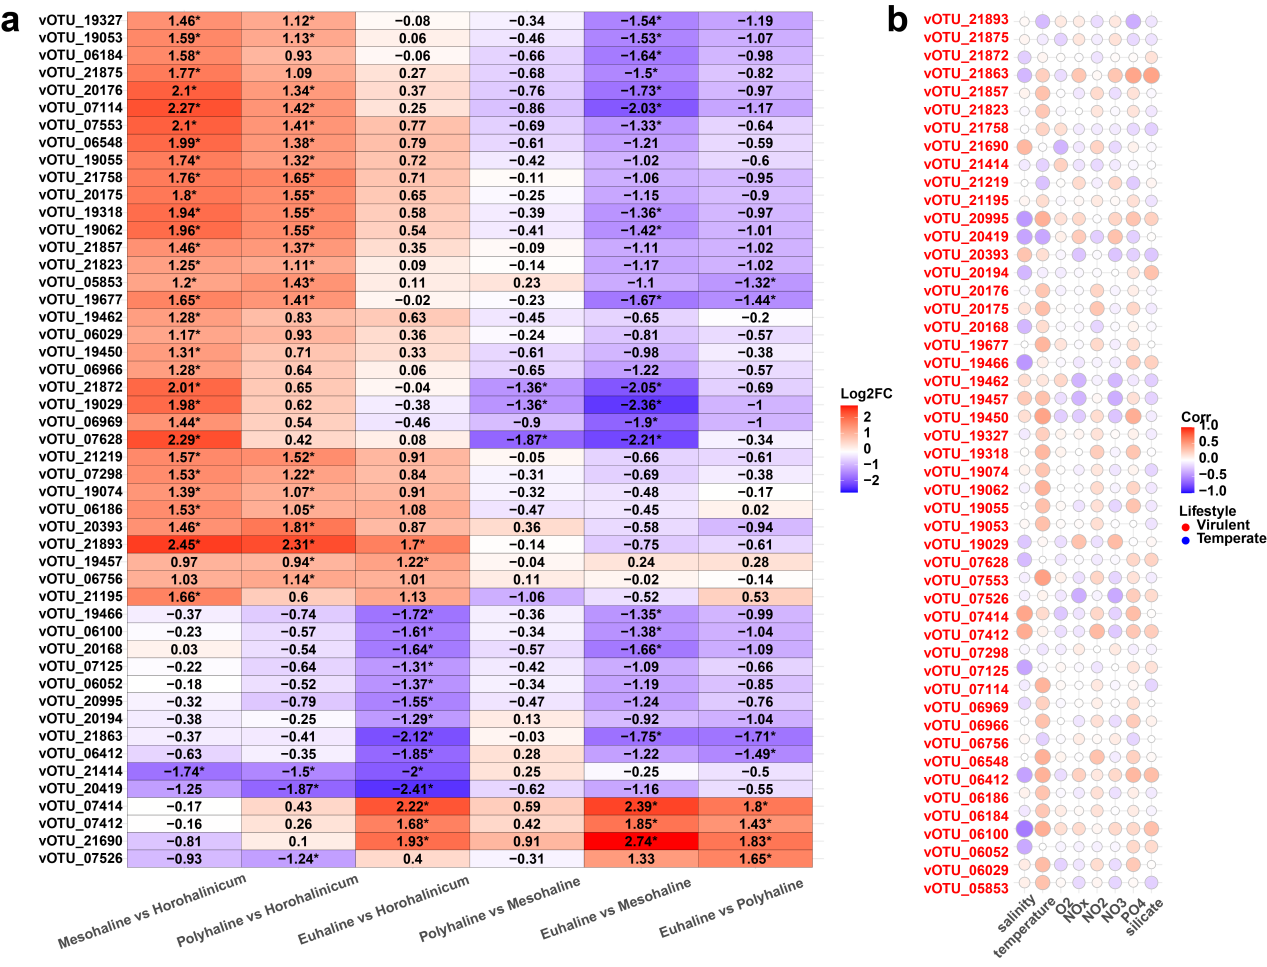 a
vOTU_19327 1.46* 1.12* −0.08 −0.34 −1.54* −1.19
vOTU_19053 1.59* 1.13* 0.06 −0.46 −1.53* −1.07
vOTU_06184 1.58* 0.93 −0.06 −0.66 −1.64* −0.98
vOTU_21875 1.77* 1.09 0.27 −0.68 −1.5* −0.82
vOTU_20176 2.1* 1.34* 0.37 −0.76 −1.73* −0.97
vOTU_07114 2.27* 1.42* 0.25 −0.86 −2.03* −1.17
vOTU_07553 2.1* 1.41* 0.77 −0.69 −1.33* −0.64
vOTU_06548 1.99* 1.38* 0.79 −0.61 −1.21 −0.59
vOTU_19055 1.74* 1.32* 0.72 −0.42 −1.02 −0.6
vOTU_21758 1.76* 1.65* 0.71 −0.11 −1.06 −0.95
vOTU_20175 1.8* 1.55* 0.65 −0.25 −1.15 −0.9
vOTU_19318 1.94* 1.55* 0.58 −0.39 −1.36* −0.97
vOTU_19062 1.96* 1.55* 0.54 −0.41 −1.42* −1.01
vOTU_21857 1.46* 1.37* 0.35 −0.09 −1.11 −1.02
vOTU_21823 1.25* 1.11* 0.09 −0.14 −1.17 −1.02
vOTU_05853 1.2* 1.43* 0.11 0.23 −1.1 −1.32*
vOTU_19677 1.65* 1.41* −0.02 −0.23 −1.67* −1.44*
vOTU_19462 1.28* 0.83 0.63 −0.45 −0.65 −0.2
vOTU_06029 1.17* 0.93 0.36 −0.24 −0.81 −0.57
vOTU_19450 1.31* 0.71 0.33 −0.61 −0.98 −0.38
vOTU_06966 1.28* 0.64 0.06 −0.65 −1.22 −0.57
vOTU_21872 2.01* 0.65 −0.04 −1.36* −2.05* −0.69
vOTU_19029 1.98* 0.62 −0.38 −1.36* −2.36* −1
vOTU_06969 1.44* 0.54 −0.46 −0.9 −1.9* −1
vOTU_07628 2.29* 0.42 0.08 −1.87* −2.21* −0.34
vOTU_21219 1.57* 1.52* 0.91 −0.05 −0.66 −0.61
vOTU_07298 1.53* 1.22* 0.84 −0.31 −0.69 −0.38
vOTU_19074 1.39* 1.07* 0.91 −0.32 −0.48 −0.17
vOTU_06186 1.53* 1.05* 1.08 −0.47 −0.45 0.02
vOTU_20393 1.46* 1.81* 0.87 0.36 −0.58 −0.94
vOTU_21893 2.45* 2.31* 1.7* −0.14 −0.75 −0.61
vOTU_19457 0.97 0.94* 1.22* −0.04 0.24 0.28
vOTU_06756 1.03 1.14* 1.01 0.11 −0.02 −0.14
vOTU_21195 1.66* 0.6 1.13 −1.06 −0.52 0.53
vOTU_19466 −0.37 −0.74 −1.72* −0.36 −1.35* −0.99
vOTU_06100 −0.23 −0.57 −1.61* −0.34 −1.38* −1.04
vOTU_20168 0.03 −0.54 −1.64* −0.57 −1.66* −1.09
vOTU_07125 −0.22 −0.64 −1.31* −0.42 −1.09 −0.66
vOTU_06052 −0.18 −0.52 −1.37* −0.34 −1.19 −0.85
vOTU_20995 −0.32 −0.79 −1.55* −0.47 −1.24 −0.76
vOTU_20194 −0.38 −0.25 −1.29* 0.13 −0.92 −1.04
vOTU_21863 −0.37 −0.41 −2.12* −0.03 −1.75* −1.71*
vOTU_06412 −0.63 −0.35 −1.85* 0.28 −1.22 −1.49*
vOTU_21414 −1.74* −1.5* −2* 0.25 −0.25 −0.5
vOTU_20419 −1.25 −1.87* −2.41* −0.62 −1.16 −0.55
vOTU_07414 −0.17 0.43 2.22* 0.59 2.39* 1.8*
vOTU_07412 −0.16 0.26 1.68* 0.42 1.85* 1.43*
vOTU_21690 −0.81 0.1 1.93* 0.91 2.74* 1.83*
vOTU_07526 −0.93 −1.24* 0.4 −0.31 1.33 1.65*
Mesohaline vs Horohalinicum
Polyhaline vs Horohalinicum
Euhaline vs Horohalinicum
Polyhaline vs Mesohaline
Euhaline vs Mesohaline
Euhaline vs Polyhaline
Log2FC
2
1
0
−1
−2
b
vOTU_21893
vOTU_21875
vOTU_21872
vOTU_21863
vOTU_21857
vOTU_21823
vOTU_21758
vOTU_21690
vOTU_21414
vOTU_21219
vOTU_21195
vOTU_20995
vOTU_20419
vOTU_20393
vOTU_20194
vOTU_20176
vOTU_20175
vOTU_20168
vOTU_19677
vOTU_19466
vOTU_19462
vOTU_19457
vOTU_19450
vOTU_19327
vOTU_19318
vOTU_19074
vOTU_19062
vOTU_19055
vOTU_19053
vOTU_19029
vOTU_07628
vOTU_07553
vOTU_07526
vOTU_07414
vOTU_07412
vOTU_07298
vOTU_07125
vOTU_07114
vOTU_06969
vOTU_06966
vOTU_06756
vOTU_06548
vOTU_06412
vOTU_06186
vOTU_06184
vOTU_06100
vOTU_06052
vOTU_06029
vOTU_05853
salinity
temperature
O2
NOx
NO2
NO3
PO4
silicate
Corr.
1.0
0.5
0.0
−0.5
−1.0
Lifestyle
Virulent
Temperate